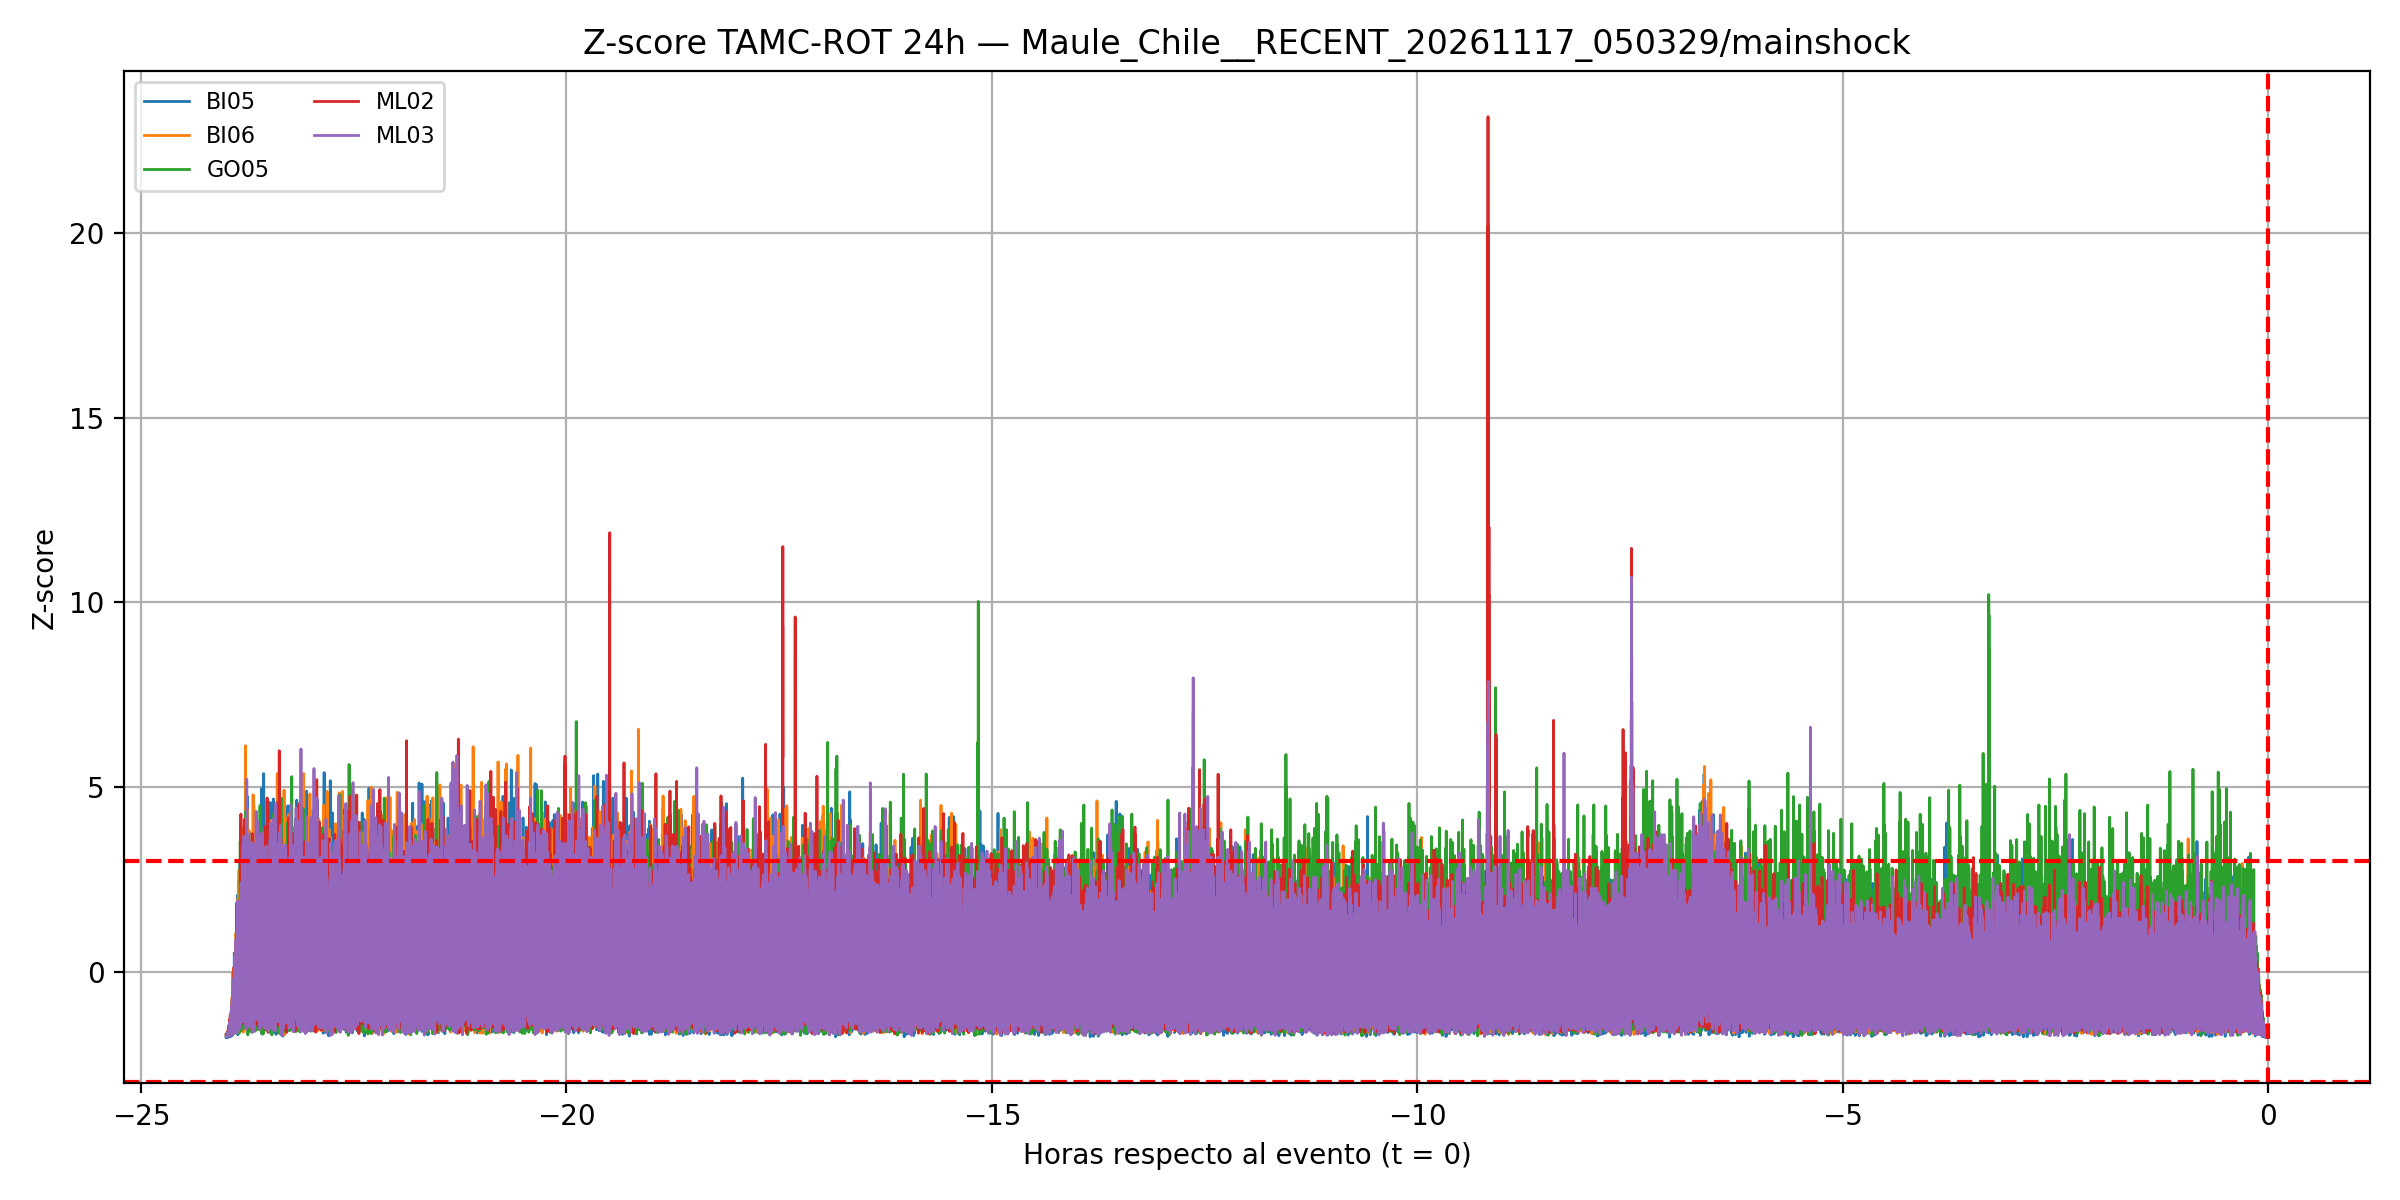 Z-score TAMC-ROT 24h — Maule_Chile__RECENT_20261117_050329/mainshock
BI05
BI06
GO05
ML02
ML03
Z-score
20
15
10
5
0
−25
−20
−15
−10
−5
0
Horas respecto al evento (t = 0)